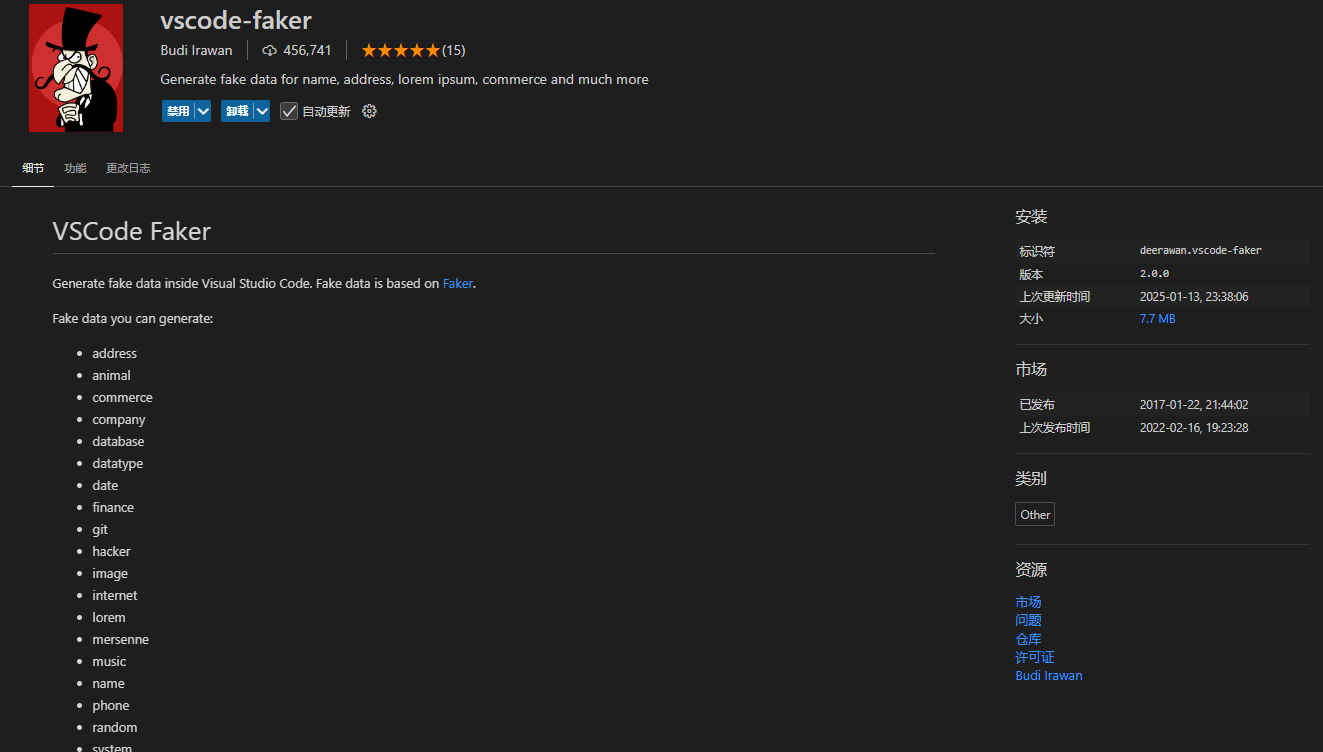 vscode-faker
Budi Irawan 456,741 ★★★★★(15)
Generate fake data for name, address, lorem ipsum, commerce and much more
禁用 卸载 自动更新
细节 功能 更改日志
VSCode Faker
Generate fake data inside Visual Studio Code. Fake data is based on Faker.
Fake data you can generate:
• address
• animal
• commerce
• company
• database
• datatype
• date
• finance
• git
• hacker
• image
• internet
• lorem
• mersenne
• music
• name
• phone
• random
• system
安装
标识符 deerawan.vscode-faker
版本 2.0.0
上次更新时间 2025-01-13, 23:38:06
大小 7.7 MB
市场
已发布 2017-01-22, 21:44:02
上次发布时间 2022-02-16, 19:23:28
类别
Other
资源
市场
问题
仓库
许可证
Budi Irawan